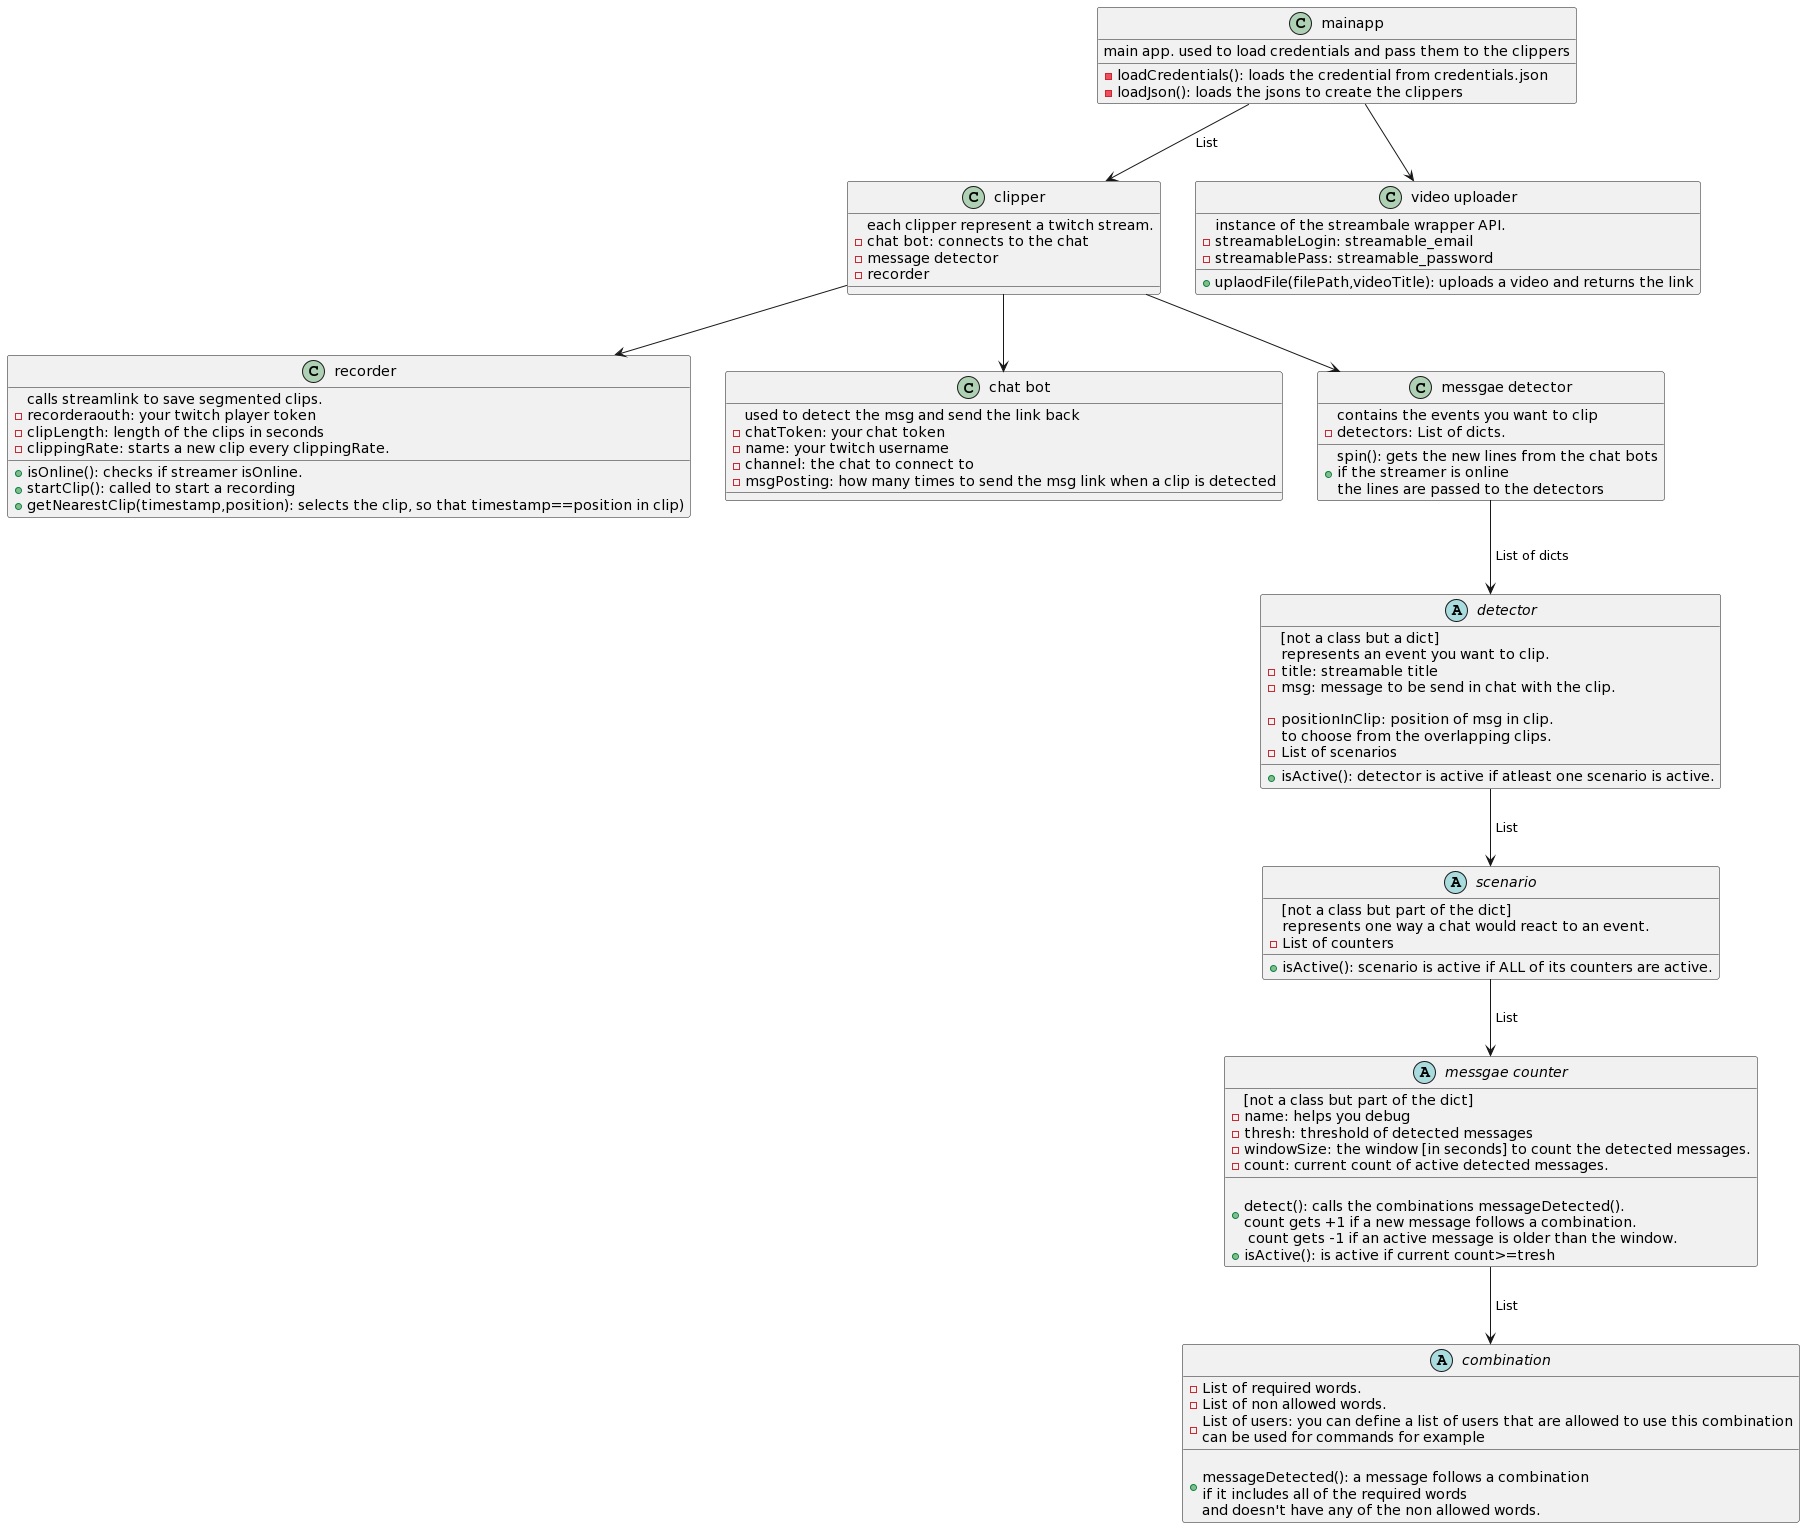 C mainapp
main app. used to load credentials and pass them to the clippers
loadCredentials(): loads the credential from credentials.json
loadJson(): loads the jsons to create the clippers
List
C clipper
each clipper represent a twitch stream.
chat bot: connects to the chat
message detector
recorder
C video uploader
instance of the streambale wrapper API.
streamableLogin: streamable_email
streamablePass: streamable_password
uplaodFile(filePath,videoTitle): uploads a video and returns the link
C recorder
calls streamlink to save segmented clips.
recorderaouth: your twitch player token
clipLength: length of the clips in seconds
clippingRate: starts a new clip every clippingRate.
isOnline(): checks if streamer isOnline.
startClip(): called to start a recording
getNearestClip(timestamp,position): selects the clip, so that timestamp==position in clip)
C chat bot
used to detect the msg and send the link back
chatToken: your chat token
name: your twitch username
channel: the chat to connect to
msgPosting: how many times to send the msg link when a clip is detected
C messgae detector
contains the events you want to clip
detectors: List of dicts.
spin(): gets the new lines from the chat bots
if the streamer is online
the lines are passed to the detectors
List of dicts
A detector
[not a class but a dict]
represents an event you want to clip.
title: streamable title
msg: message to be send in chat with the clip.
positionInClip: position of msg in clip.
to choose from the overlapping clips.
List of scenarios
isActive(): detector is active if atleast one scenario is active.
List
A scenario
[not a class but part of the dict]
represents one way a chat would react to an event.
List of counters
isActive(): scenario is active if ALL of its counters are active.
List
A messgae counter
[not a class but part of the dict]
name: helps you debug
thresh: threshold of detected messages
windowSize: the window [in seconds] to count the detected messages.
count: current count of active detected messages.
detect(): calls the combinations messageDetected().
count gets +1 if a new message follows a combination.
count gets -1 if an active message is older than the window.
isActive(): is active if current count>=tresh
List
A combination
List of required words.
List of non allowed words.
List of users: you can define a list of users that are allowed to use this combination
can be used for commands for example
messageDetected(): a message follows a combination
if it includes all of the required words
and doesn't have any of the non allowed words.